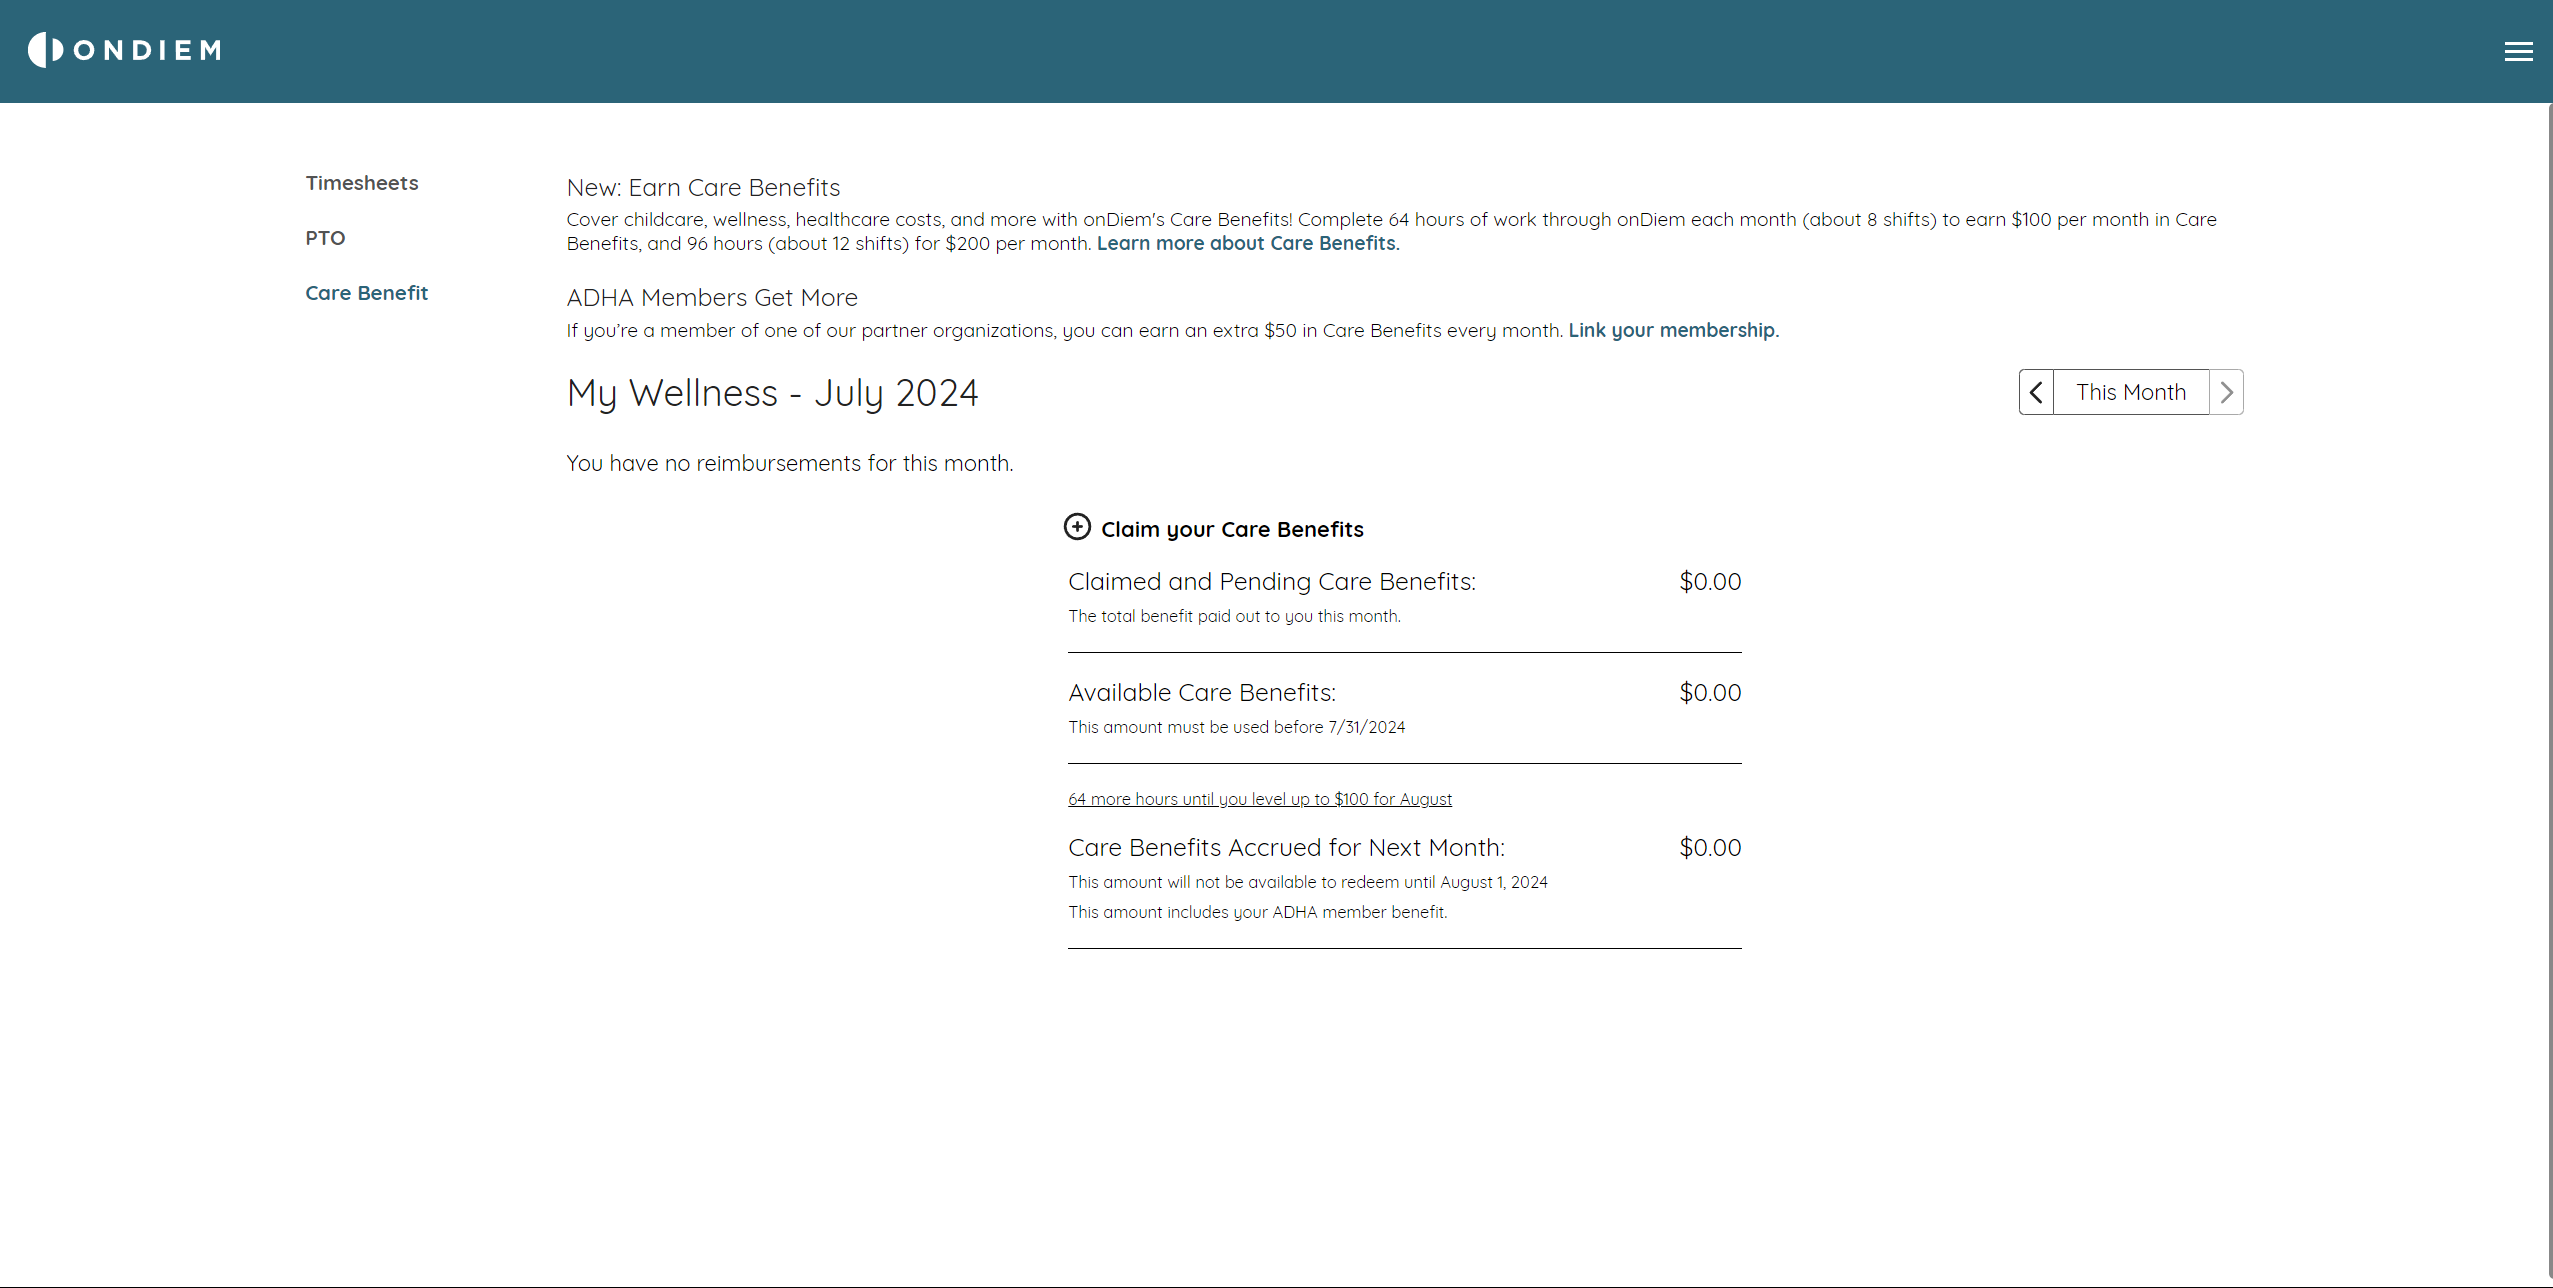 ONDIEM
Timesheets
PTO
Care Benefit
New: Earn Care Benefits
Cover childcare, wellness, healthcare costs, and more with onDiem's Care Benefits! Complete 64 hours of work through onDiem each month (about 8 shifts) to earn $100 per month in Care
Benefits, and 96 hours (about 12 shifts) for $200 per month. Learn more about Care Benefits.
ADHA Members Get More
If you’re a member of one of our partner organizations, you can earn an extra $50 in Care Benefits every month. Link your membership.
My Wellness - July 2024
This Month
You have no reimbursements for this month.
Claim your Care Benefits
Claimed and Pending Care Benefits: $0.00
The total benefit paid out to you this month.
Available Care Benefits: $0.00
This amount must be used before 7/31/2024
64 more hours until you level up to $100 for August
Care Benefits Accrued for Next Month: $0.00
This amount will not be available to redeem until August 1, 2024
This amount includes your ADHA member benefit.